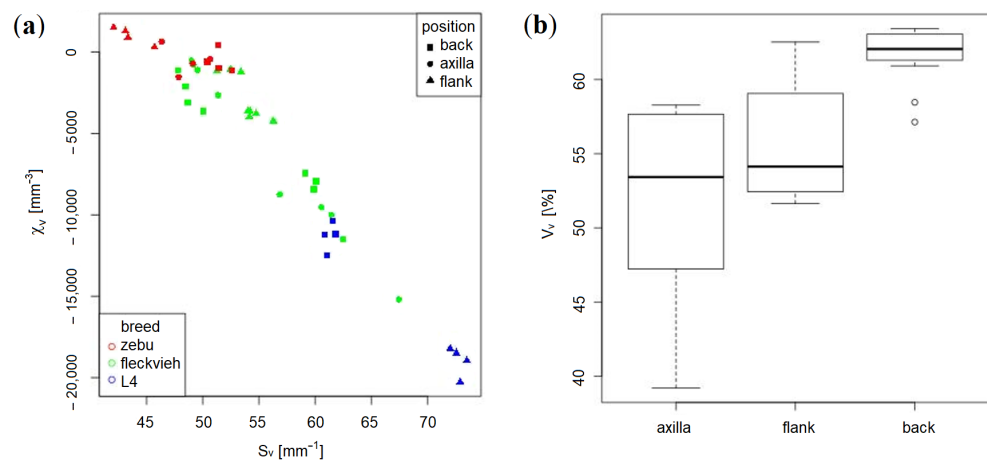 (a)
position
back
axilla
flank
0
− 5000
− 10,000
− 15,000
− 20,000
χv [mm⁻³]
breed
zebu
fleckvieh
L4
45 50 55 60 65 70
Sv [mm⁻¹]
(b)
60
55
50
45
40
Vv [\%]
axilla flank back